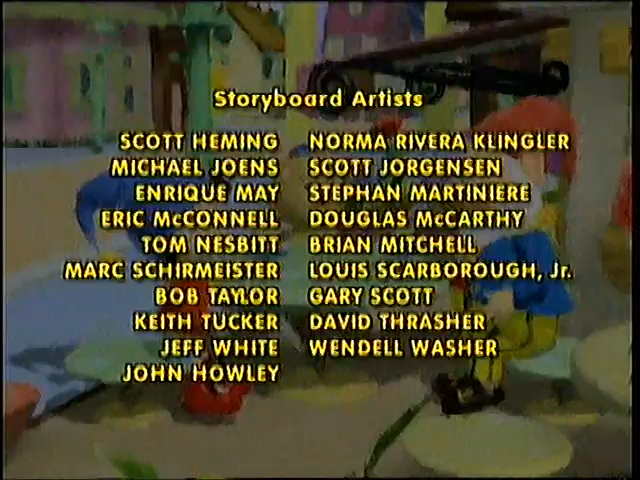 Storyboard Artists
SCOTT HEMING NORMA RIVERA KLINGLER
MICHAEL JOENS SCOTT JORGENSEN
ENRIQUE MAY STEPHAN MARTINIERE
ERIC McCONNELL DOUGLAS McCARTHY
TOM NESBITT BRIAN MITCHELL
MARC SCHIRMEISTER LOUIS SCARBOROUGH, Jr.
BOB TAYLOR GARY SCOTT
KEITH TUCKER DAVID THRASHER
JEFF WHITE WENDELL WASHER
JOHN HOWLEY